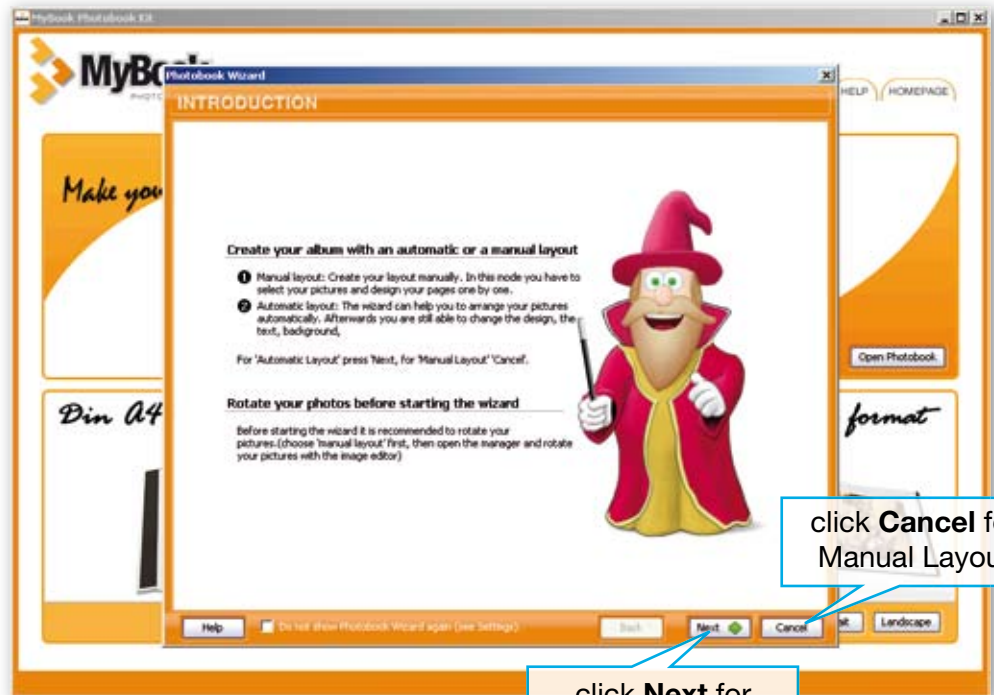 MyBook Photobook Kit
MyBo
PHOTO
HELP
HOMEPAGE
Photobook Wizard
INTRODUCTION
Make you
Create your album with an automatic or a manual layout
1 Manual layout: Create your layout manually. In this mode you have to
select your pictures and design your pages one by one.
2 Automatic layout: The wizard can help you to arrange your pictures
automatically. Afterwards you are still able to change the design, the
text, background,
For 'Automatic Layout' press 'Next, for 'Manual Layout' 'Cancel'.
Open Photobook
Rotate your photos before starting the wizard
Before starting the wizard it is recommended to rotate your
pictures.(choose 'manual layout' first, then open the manager and rotate
your pictures with the image editor)
Din A4
format
click Cancel fo
Manual Layou
Help
Do not show Photobook Wizard again (see Settings)
Back
Next
Cancel
Landscape
click Next for